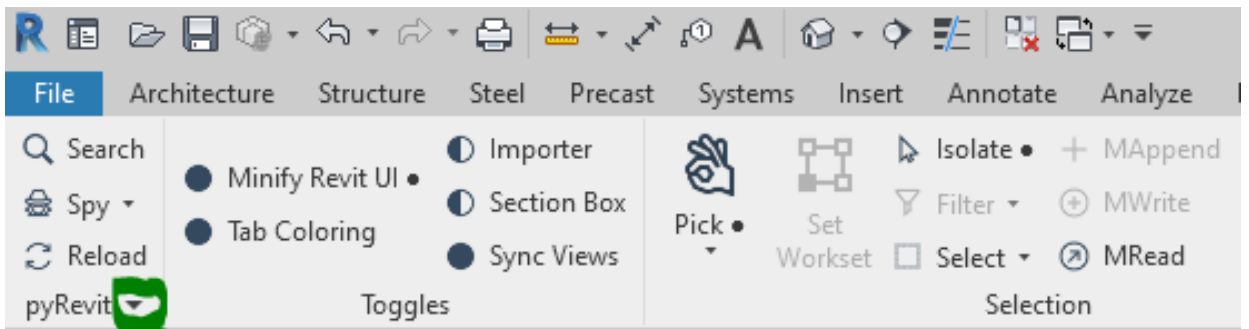 File Architecture Structure Steel Precast Systems Insert Annotate Analyze
Search
Spy
Reload
pyRevit
Minify Revit UI •
Tab Coloring
Importer
Section Box
Sync Views
Toggles
Pick •
Set
Workset
Isolate •
Filter
Select
MAppend
MWrite
MRead
Selection